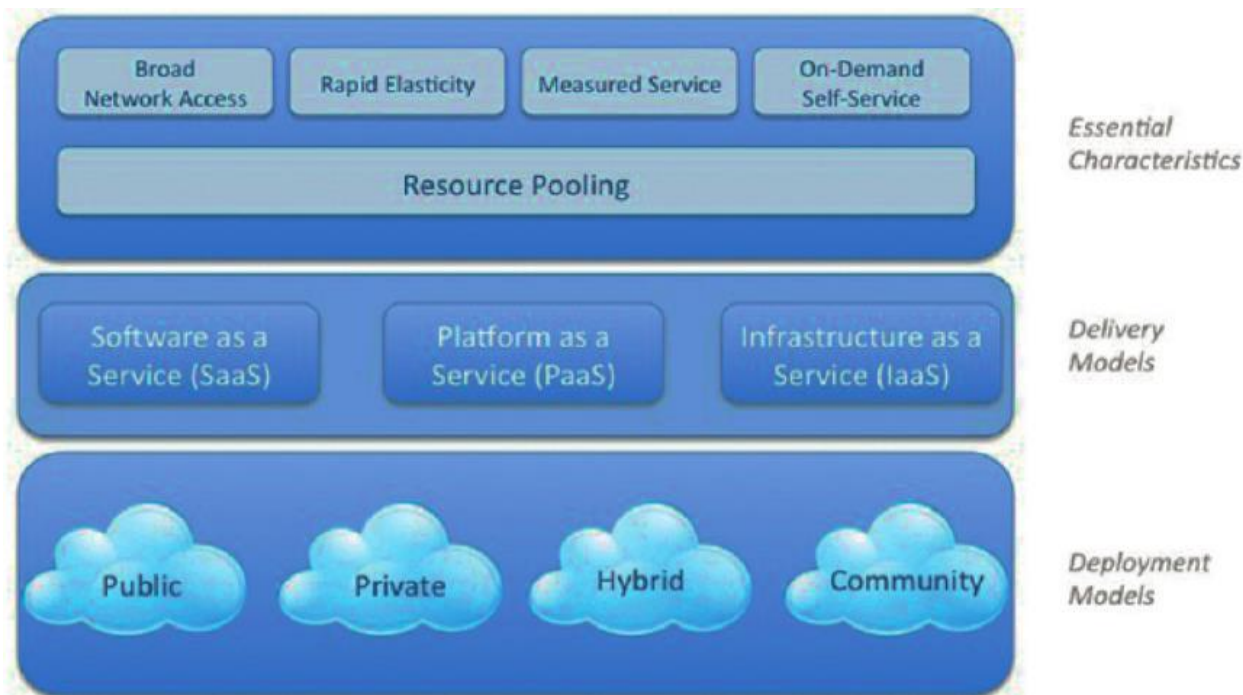 Broad
Network Access
Rapid Elasticity
Measured Service
On-Demand
Self-Service
Resource Pooling
Essential
Characteristics
Software as a
Service (SaaS)
Platform as a
Service (PaaS)
Infrastructure as a
Service (IaaS)
Delivery
Models
Public
Private
Hybrid
Community
Deployment
Models